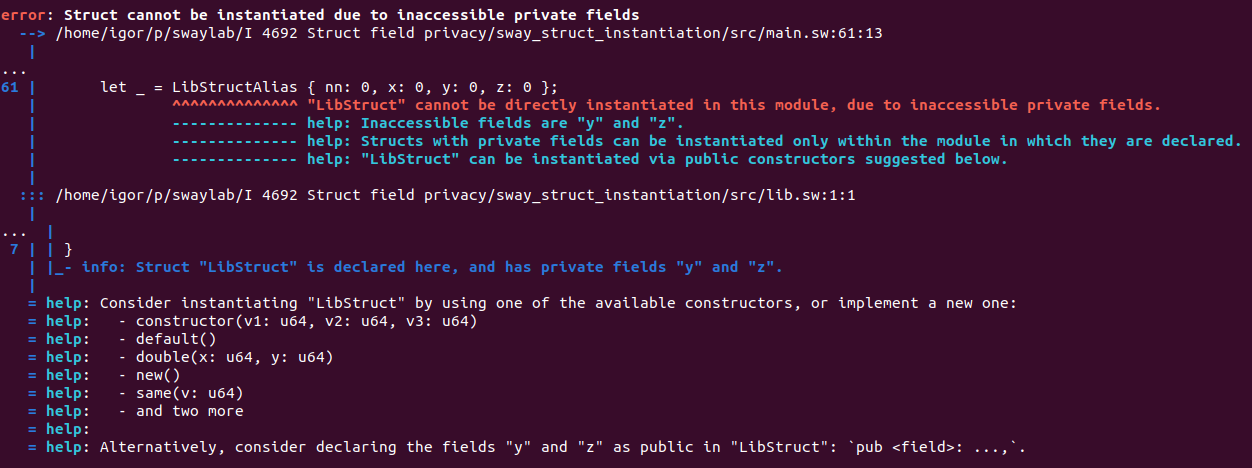 error: Struct cannot be instantiated due to inaccessible private fields
--> /home/igor/p/swaylab/I 4692 Struct field privacy/sway_struct_instantiation/src/main.sw:61:13
|
...
61 | let _ = LibStructAlias { nn: 0, x: 0, y: 0, z: 0 };
| ^^^^^^^^^^^^^^ "LibStruct" cannot be directly instantiated in this module, due to inaccessible private fields.
| -------------- help: Inaccessible fields are "y" and "z".
| -------------- help: Structs with private fields can be instantiated only within the module in which they are declared.
| -------------- help: "LibStruct" can be instantiated via public constructors suggested below.
|
::: /home/igor/p/swaylab/I 4692 Struct field privacy/sway_struct_instantiation/src/lib.sw:1:1
|
... |
7 | | }
| |_- info: Struct "LibStruct" is declared here, and has private fields "y" and "z".
|
= help: Consider instantiating "LibStruct" by using one of the available constructors, or implement a new one:
= help:   - constructor(v1: u64, v2: u64, v3: u64)
= help:   - default()
= help:   - double(x: u64, y: u64)
= help:   - new()
= help:   - same(v: u64)
= help:   - and two more
= help:
= help: Alternatively, consider declaring the fields "y" and "z" as public in "LibStruct": `pub <field>: ...,`.